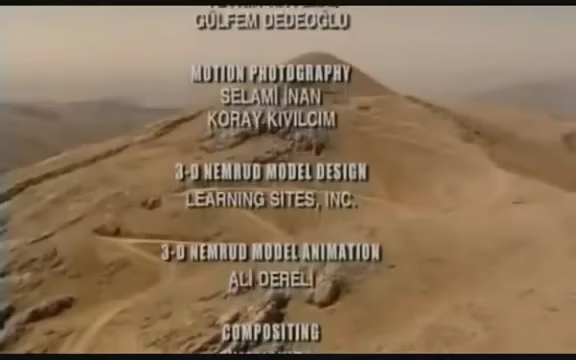 GÜLFEM DEDEOĞLU
MOTION PHOTOGRAPHY
SELAMİ İNAN
KORAY KIVILCIM
3-D NEMRUD MODEL DESIGN
LEARNING SITES, INC.
3-D NEMRUD MODEL ANIMATION
ALİ DERELİ
COMPOSITING